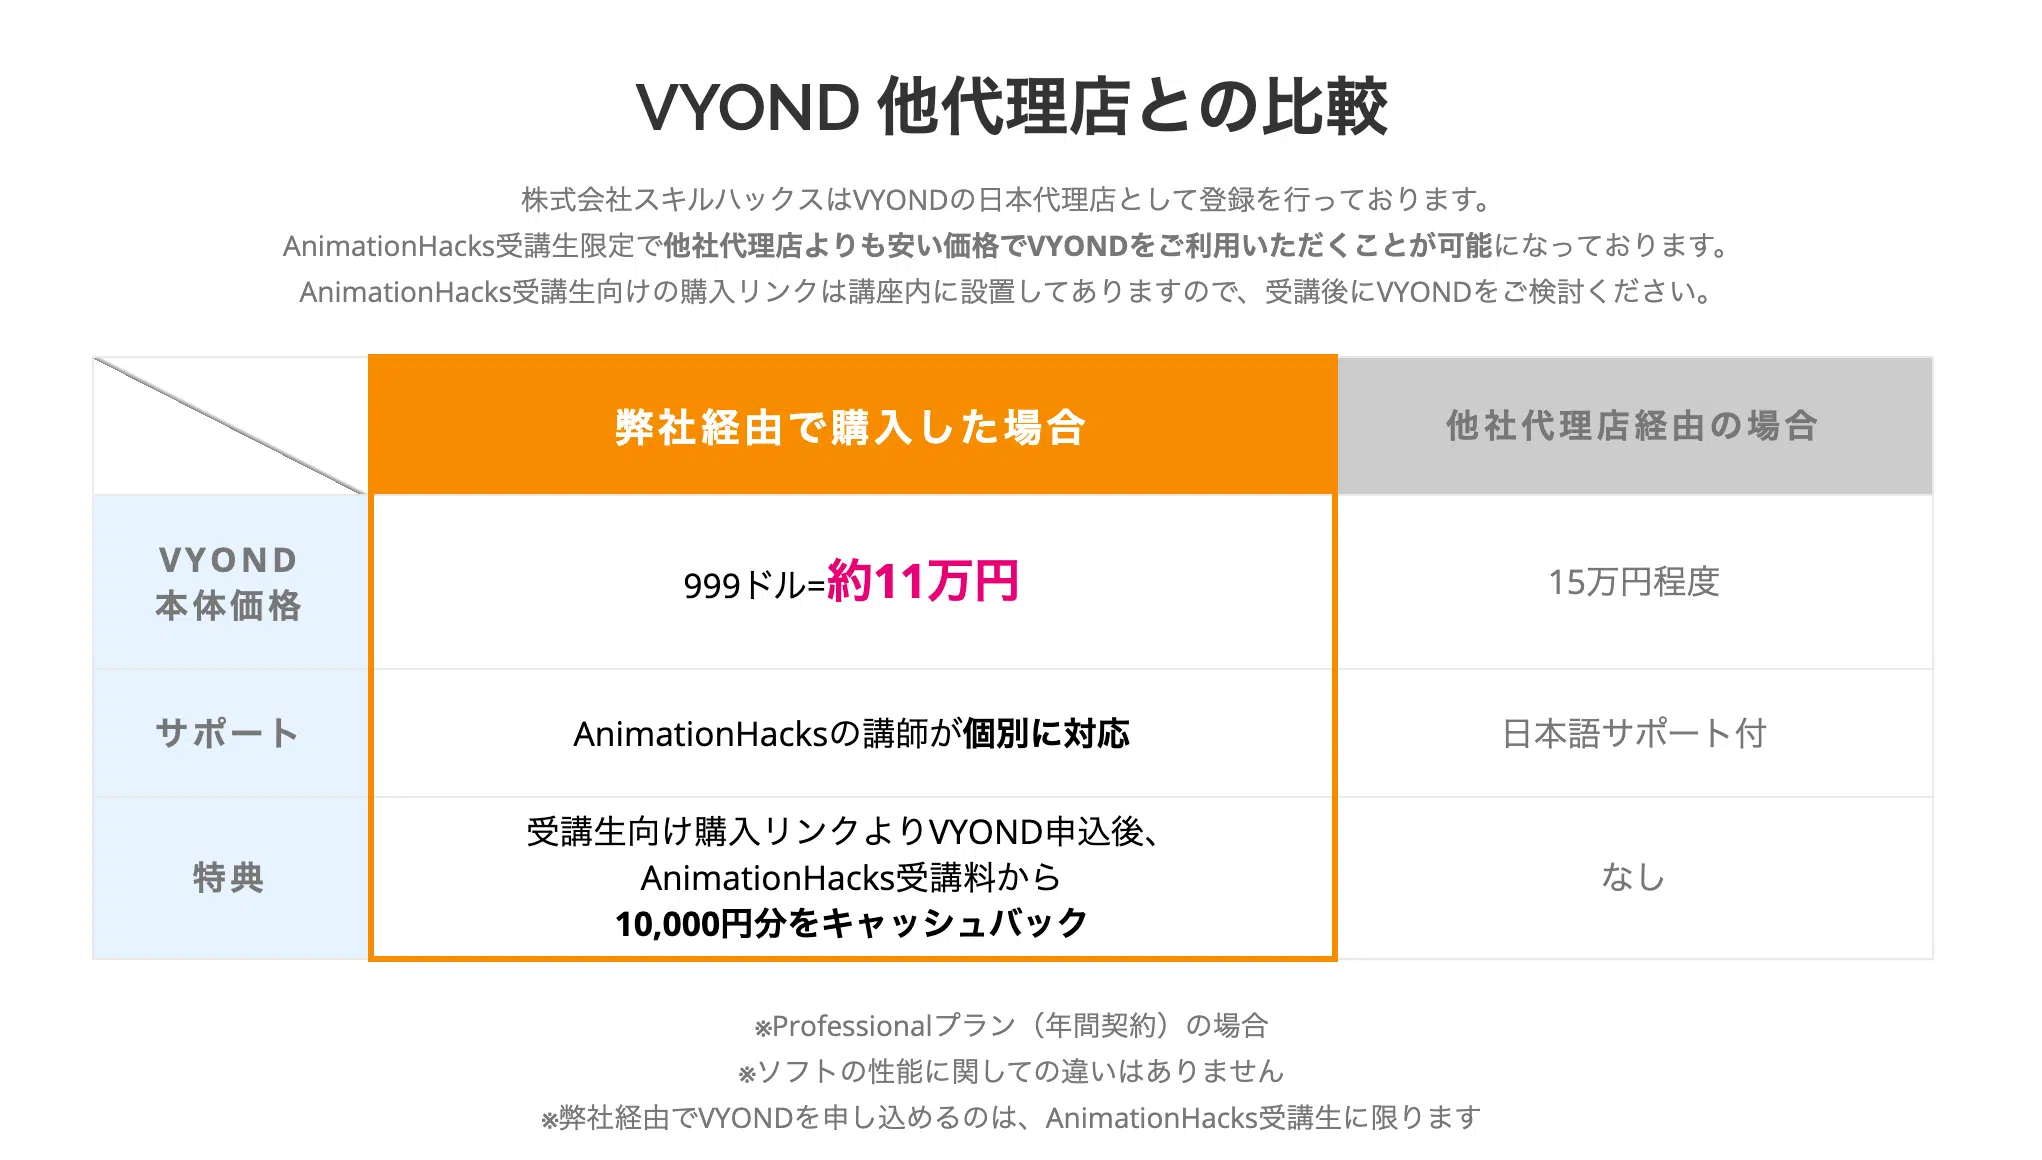 VYOND 他代理店との比較
株式会社スキルハックスはVYONDの日本代理店として登録を行っております。
AnimationHacks受講生限定で他社代理店よりも安い価格でVYONDをご利用いただくことが可能になっております。
AnimationHacks受講生向けの購入リンクは講座内に設置してありますので、受講後にVYONDをご検討ください。
弊社経由で購入した場合
他社代理店経由の場合
VYOND
本体価格
999ドル=約11万円
15万円程度
サポート
AnimationHacksの講師が個別に対応
日本語サポート付
特典
受講生向け購入リンクよりVYOND申込後、
AnimationHacks受講料から
10,000円分をキャッシュバック
なし
※Professionalプラン（年間契約）の場合
※ソフトの性能に関しての違いはありません
※弊社経由でVYONDを申し込めるのは、AnimationHacks受講生に限ります